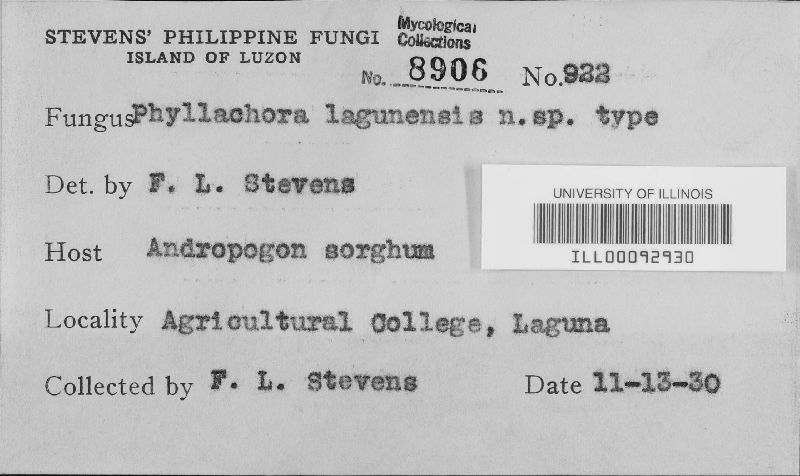 STEVENS' PHILIPPINE FUNGI
ISLAND OF LUZON
Mycological
Collections
No. 8906 No. 922
Fungus Phyllachora lagunensis n.sp. type
Det. by F. L. Stevens
UNIVERSITY OF ILLINOIS
ILL00092930
Host Andropogon sorghum
Locality Agricultural College, Laguna
Collected by F. L. Stevens Date 11-13-30